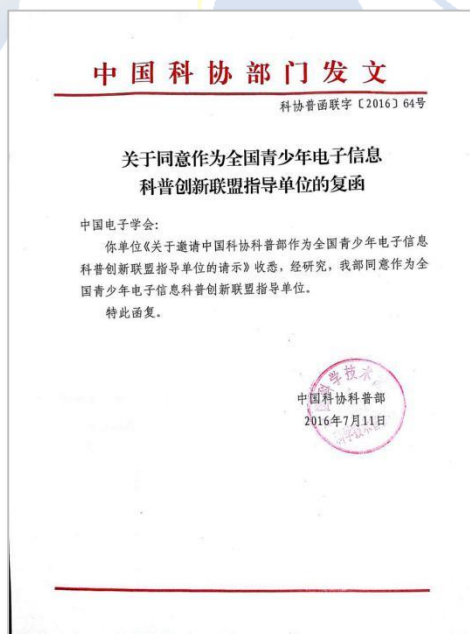 中国科协部门发文
科协普函联字〔2016〕64号
关于同意作为全国青少年电子信息
科普创新联盟指导单位的复函
中国电子学会：
你单位《关于邀请中国科协科普部作为全国青少年电子信息
科普创新联盟指导单位的请示》收悉，经研究，我部同意作为全
国青少年电子信息科普创新联盟指导单位。
特此函复。
中国科协科普部
2016年7月11日